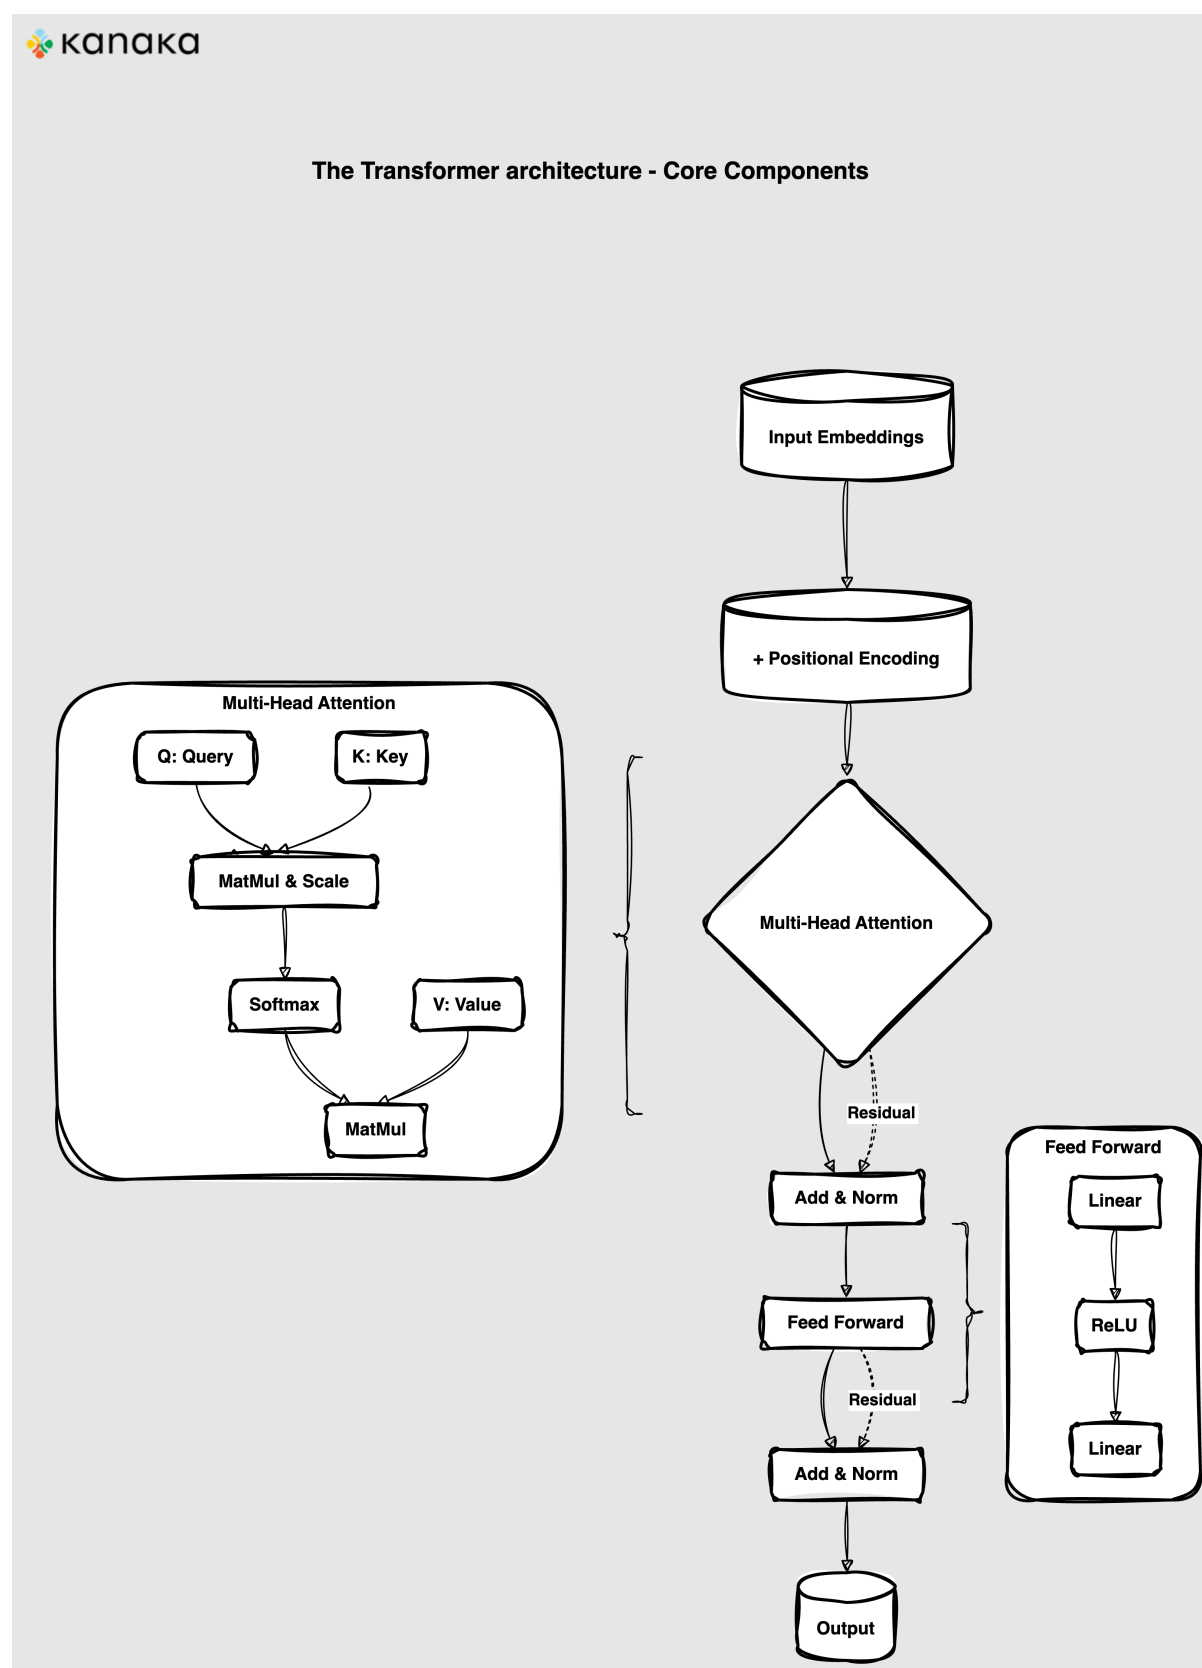 kanaka
The Transformer architecture - Core Components
Input Embeddings
+ Positional Encoding
Multi-Head Attention
Q: Query
K: Key
MatMul & Scale
Softmax
V: Value
MatMul
Multi-Head Attention
Residual
Add & Norm
Feed Forward
Residual
Add & Norm
Output
Feed Forward
Linear
ReLU
Linear